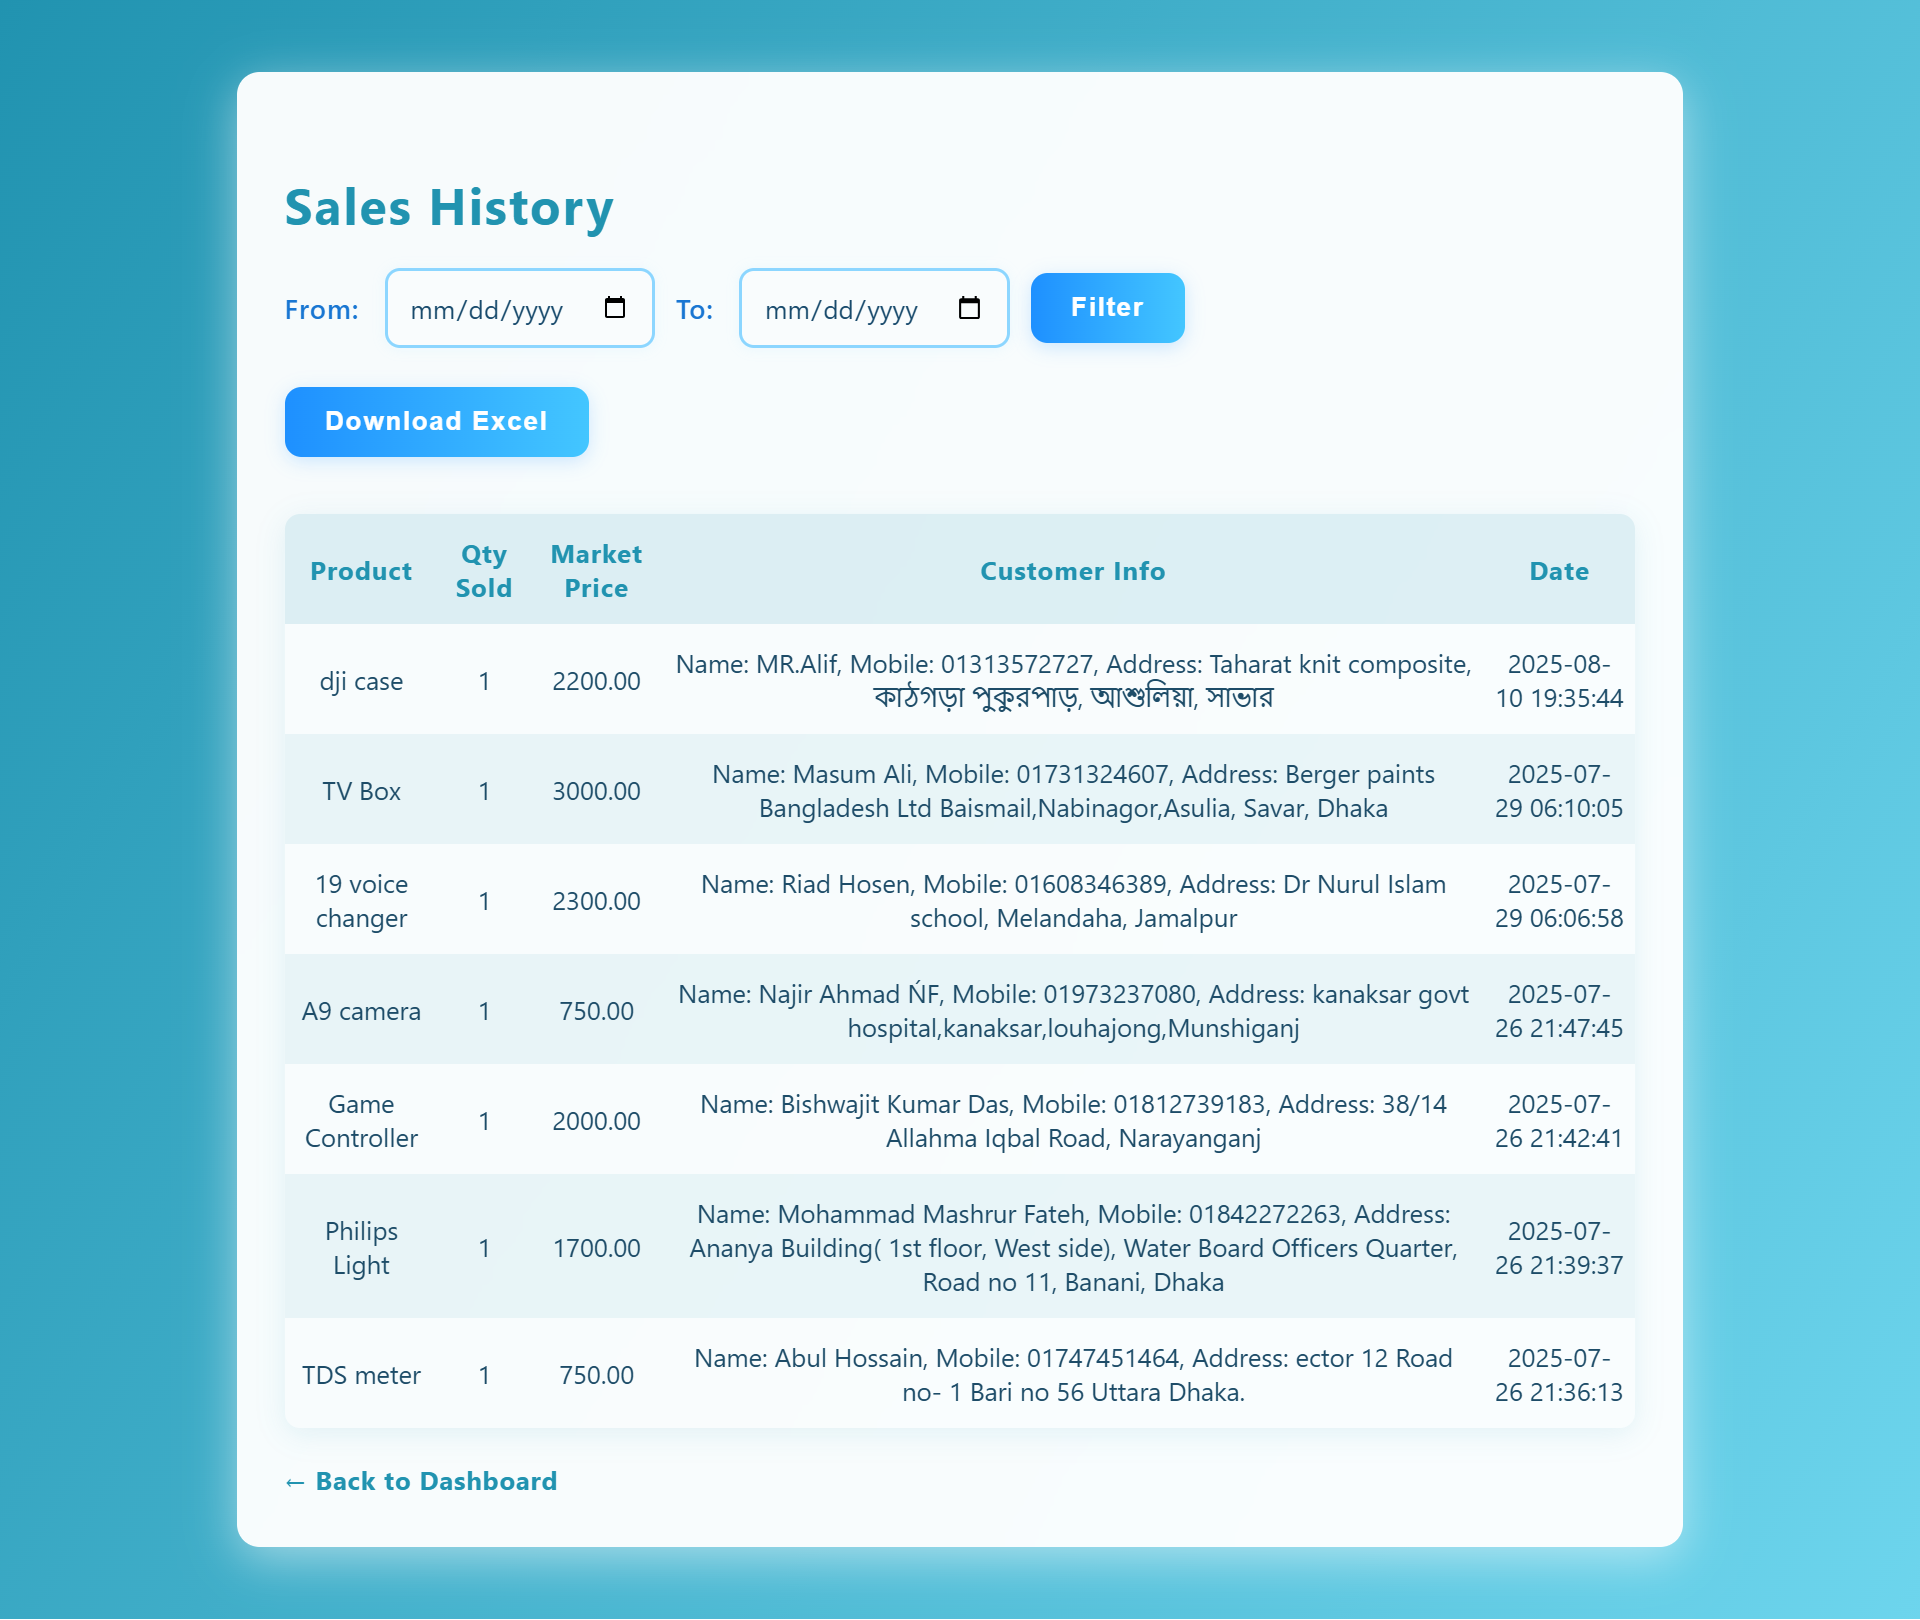 Sales History
From: mm/dd/yyyy To: mm/dd/yyyy Filter
Download Excel
Product Qty Sold Market Price Customer Info Date
dji case 1 2200.00 Name: MR.Alif, Mobile: 01313572727, Address: Taharat knit composite, 2025-08-
কাঠগড়া পুকুরপাড়, আশুলিয়া, সাভার 10 19:35:44
TV Box 1 3000.00 Name: Masum Ali, Mobile: 01731324607, Address: Berger paints 2025-07-
Bangladesh Ltd Baismail,Nabinagor,Asulia, Savar, Dhaka 29 06:10:05
19 voice 1 2300.00 Name: Riad Hosen, Mobile: 01608346389, Address: Dr Nurul Islam 2025-07-
changer school, Melandaha, Jamalpur 29 06:06:58
A9 camera 1 750.00 Name: Najir Ahmad ŃF, Mobile: 01973237080, Address: kanaksar govt 2025-07-
hospital,kanaksar,louhajong,Munshiganj 26 21:47:45
Game 1 2000.00 Name: Bishwajit Kumar Das, Mobile: 01812739183, Address: 38/14 2025-07-
Controller Allahma Iqbal Road, Narayanganj 26 21:42:41
Philips 1 1700.00 Name: Mohammad Mashrur Fateh, Mobile: 01842272263, Address: 2025-07-
Light Ananya Building( 1st floor, West side), Water Board Officers Quarter, 26 21:39:37
Road no 11, Banani, Dhaka
TDS meter 1 750.00 Name: Abul Hossain, Mobile: 01747451464, Address: ector 12 Road 2025-07-
no- 1 Bari no 56 Uttara Dhaka. 26 21:36:13
← Back to Dashboard